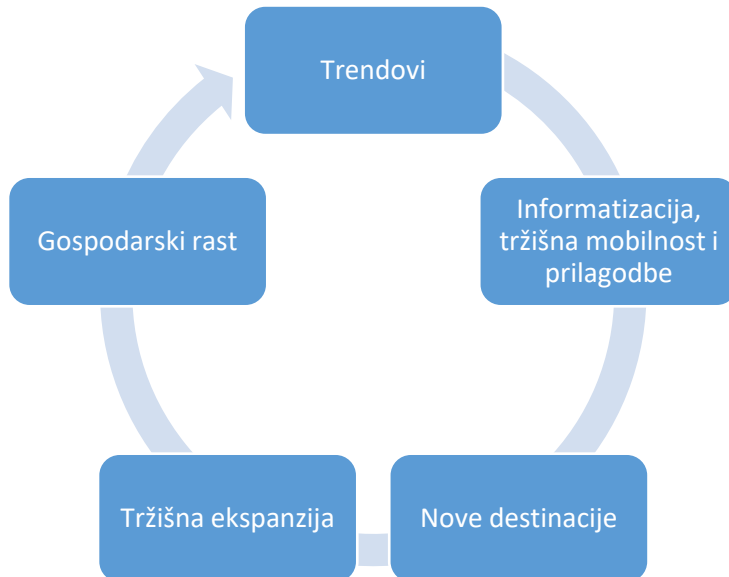 Trendovi
Informatizacija,
tržišna mobilnost i
prilagodbe
Nove destinacije
Tržišna ekspanzija
Gospodarski rast